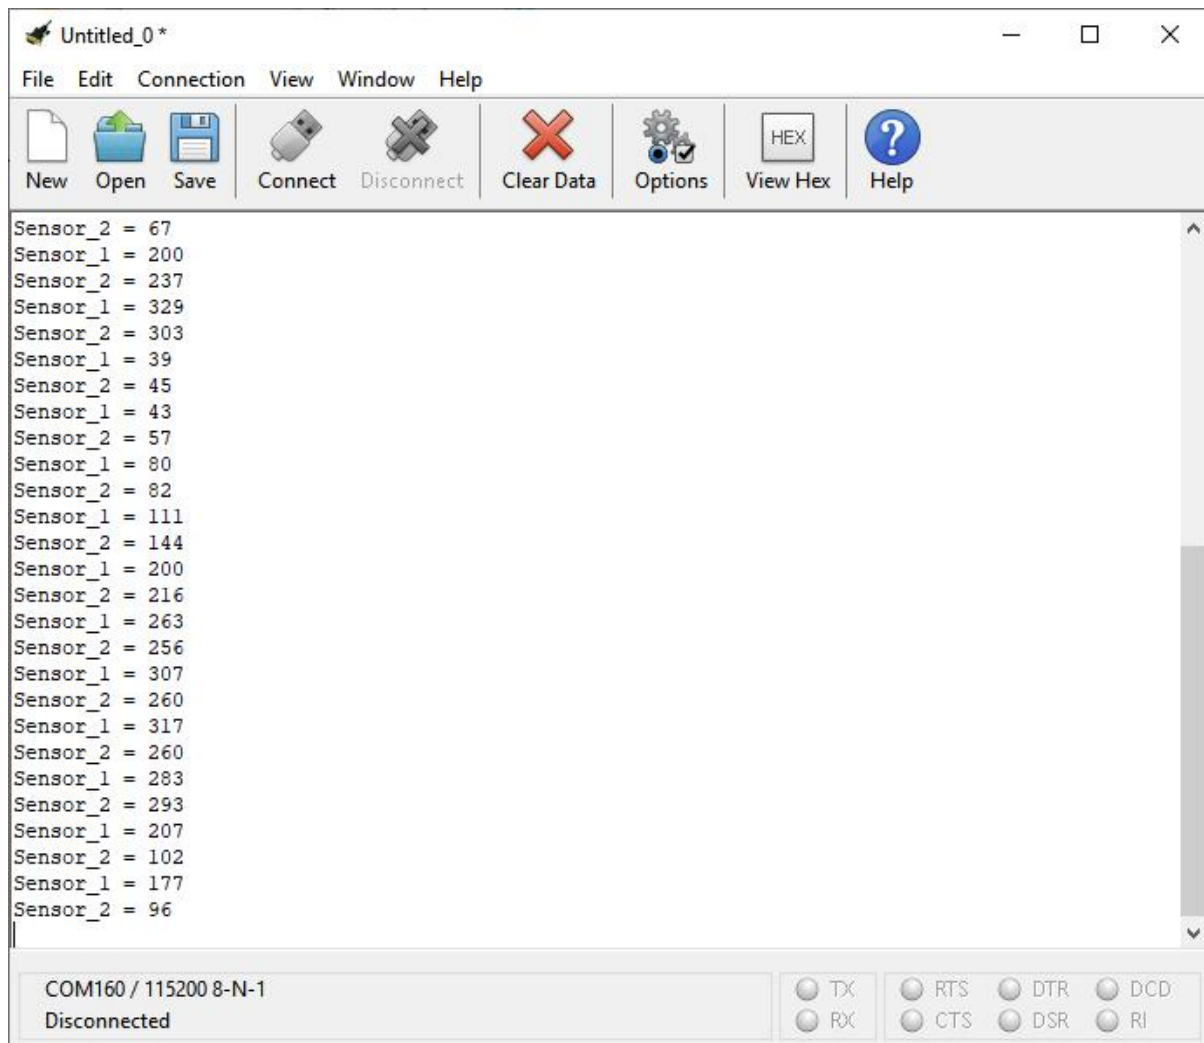 Untitled_0 *
File Edit Connection View Window Help
New Open Save Connect Disconnect Clear Data Options HEX View Hex ? Help
Sensor_2 = 67
Sensor_1 = 200
Sensor_2 = 237
Sensor_1 = 329
Sensor_2 = 303
Sensor_1 = 39
Sensor_2 = 45
Sensor_1 = 43
Sensor_2 = 57
Sensor_1 = 80
Sensor_2 = 82
Sensor_1 = 111
Sensor_2 = 144
Sensor_1 = 200
Sensor_2 = 216
Sensor_1 = 263
Sensor_2 = 256
Sensor_1 = 307
Sensor_2 = 260
Sensor_1 = 317
Sensor_2 = 260
Sensor_1 = 283
Sensor_2 = 293
Sensor_1 = 207
Sensor_2 = 102
Sensor_1 = 177
Sensor_2 = 96
COM160 / 115200 8-N-1 TX RTS DTR DCD
Disconnected RX CTS DSR RI